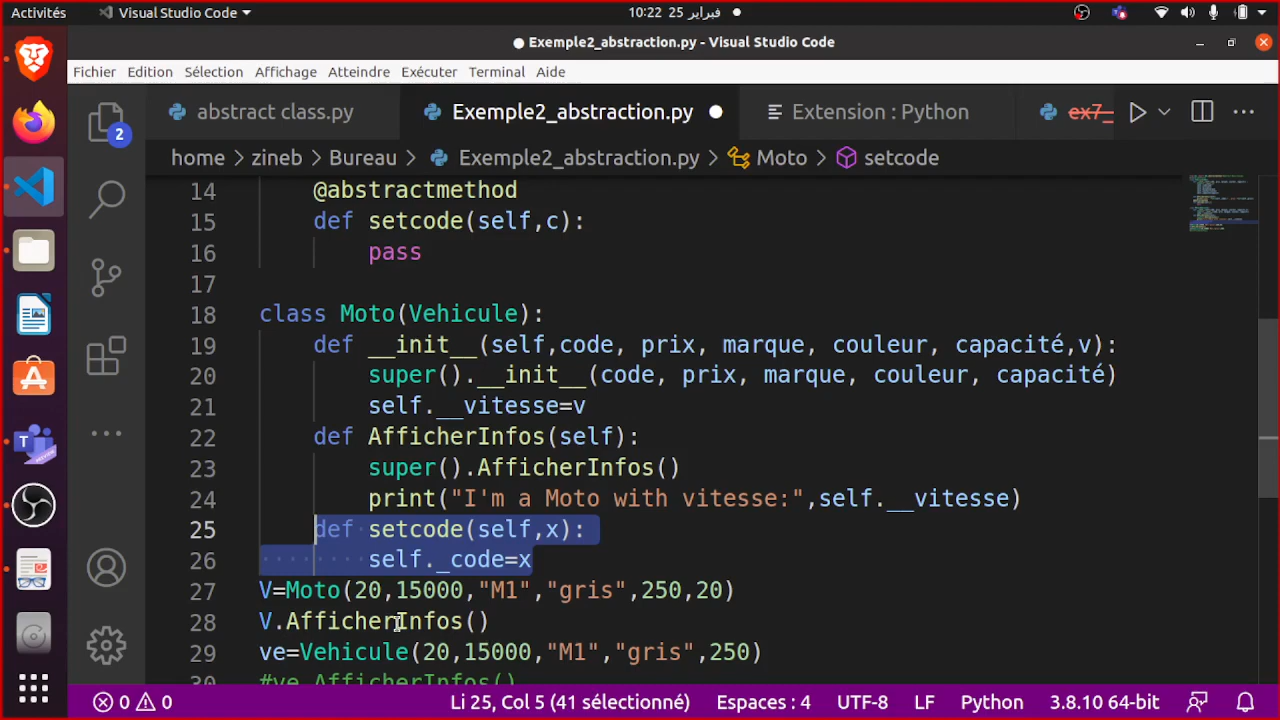 Activités Visual Studio Code 10:22 25 فبراير
Exemple2_abstraction.py - Visual Studio Code
Fichier Edition Sélection Affichage Atteindre Exécuter Terminal Aide
2
abstract class.py Exemple2_abstraction.py Extension : Python ex7_
home > zineb > Bureau > Exemple2_abstraction.py > Moto > setcode
14 @abstractmethod
15 def setcode(self,c):
16 pass
17
18 class Moto(Vehicule):
19 def __init__(self,code, prix, marque, couleur, capacité,v):
20 super().__init__(code, prix, marque, couleur, capacité)
21 self.__vitesse=v
22 def AfficherInfos(self):
23 super().AfficherInfos()
24 print("I'm a Moto with vitesse:",self.__vitesse)
25 def setcode(self,x):
26 self._code=x
27 V=Moto(20,15000,"M1","gris",250,20)
28 V.AfficherInfos()
29 ve=Vehicule(20,15000,"M1","gris",250)
30 #ve.AfficherInfos()
0 0 Li 25, Col 5 (41 sélectionné) Espaces : 4 UTF-8 LF Python 3.8.10 64-bit